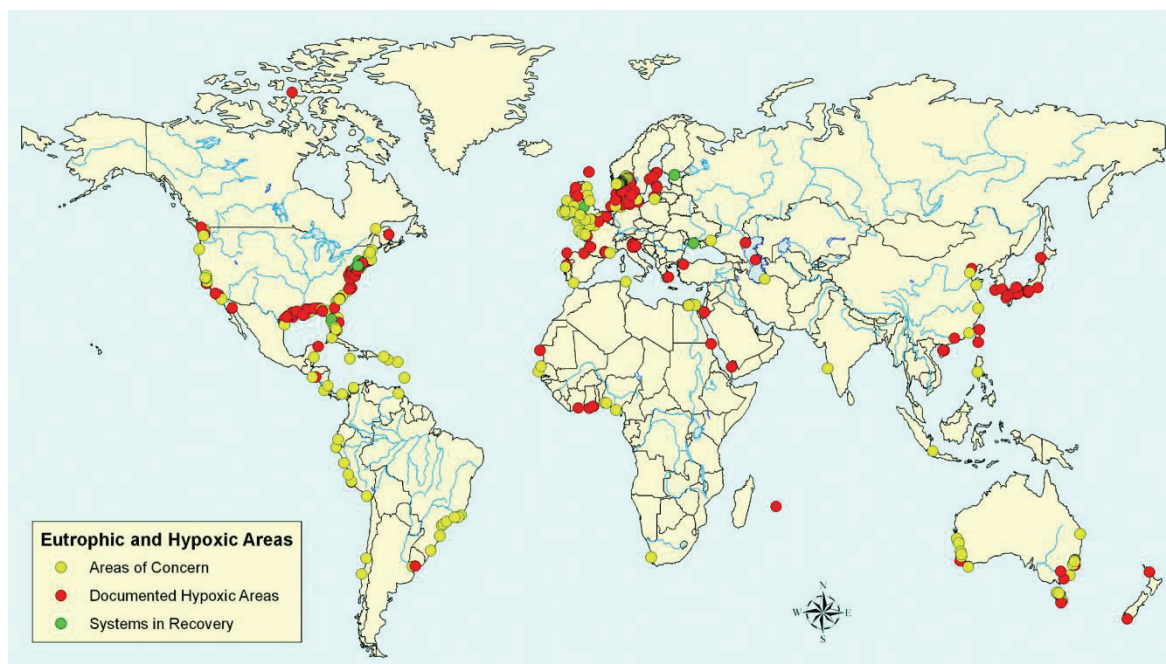 Eutrophic and Hypoxic Areas
Areas of Concern
Documented Hypoxic Areas
Systems in Recovery
N
W E
S